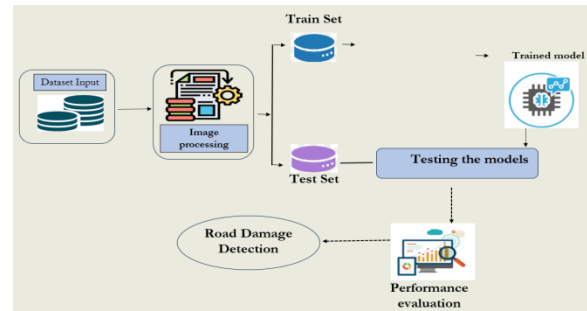 Train Set
Trained model
Dataset Input
Image
processing
Test Set
Testing the models
Road Damage
Detection
Performance
evaluation